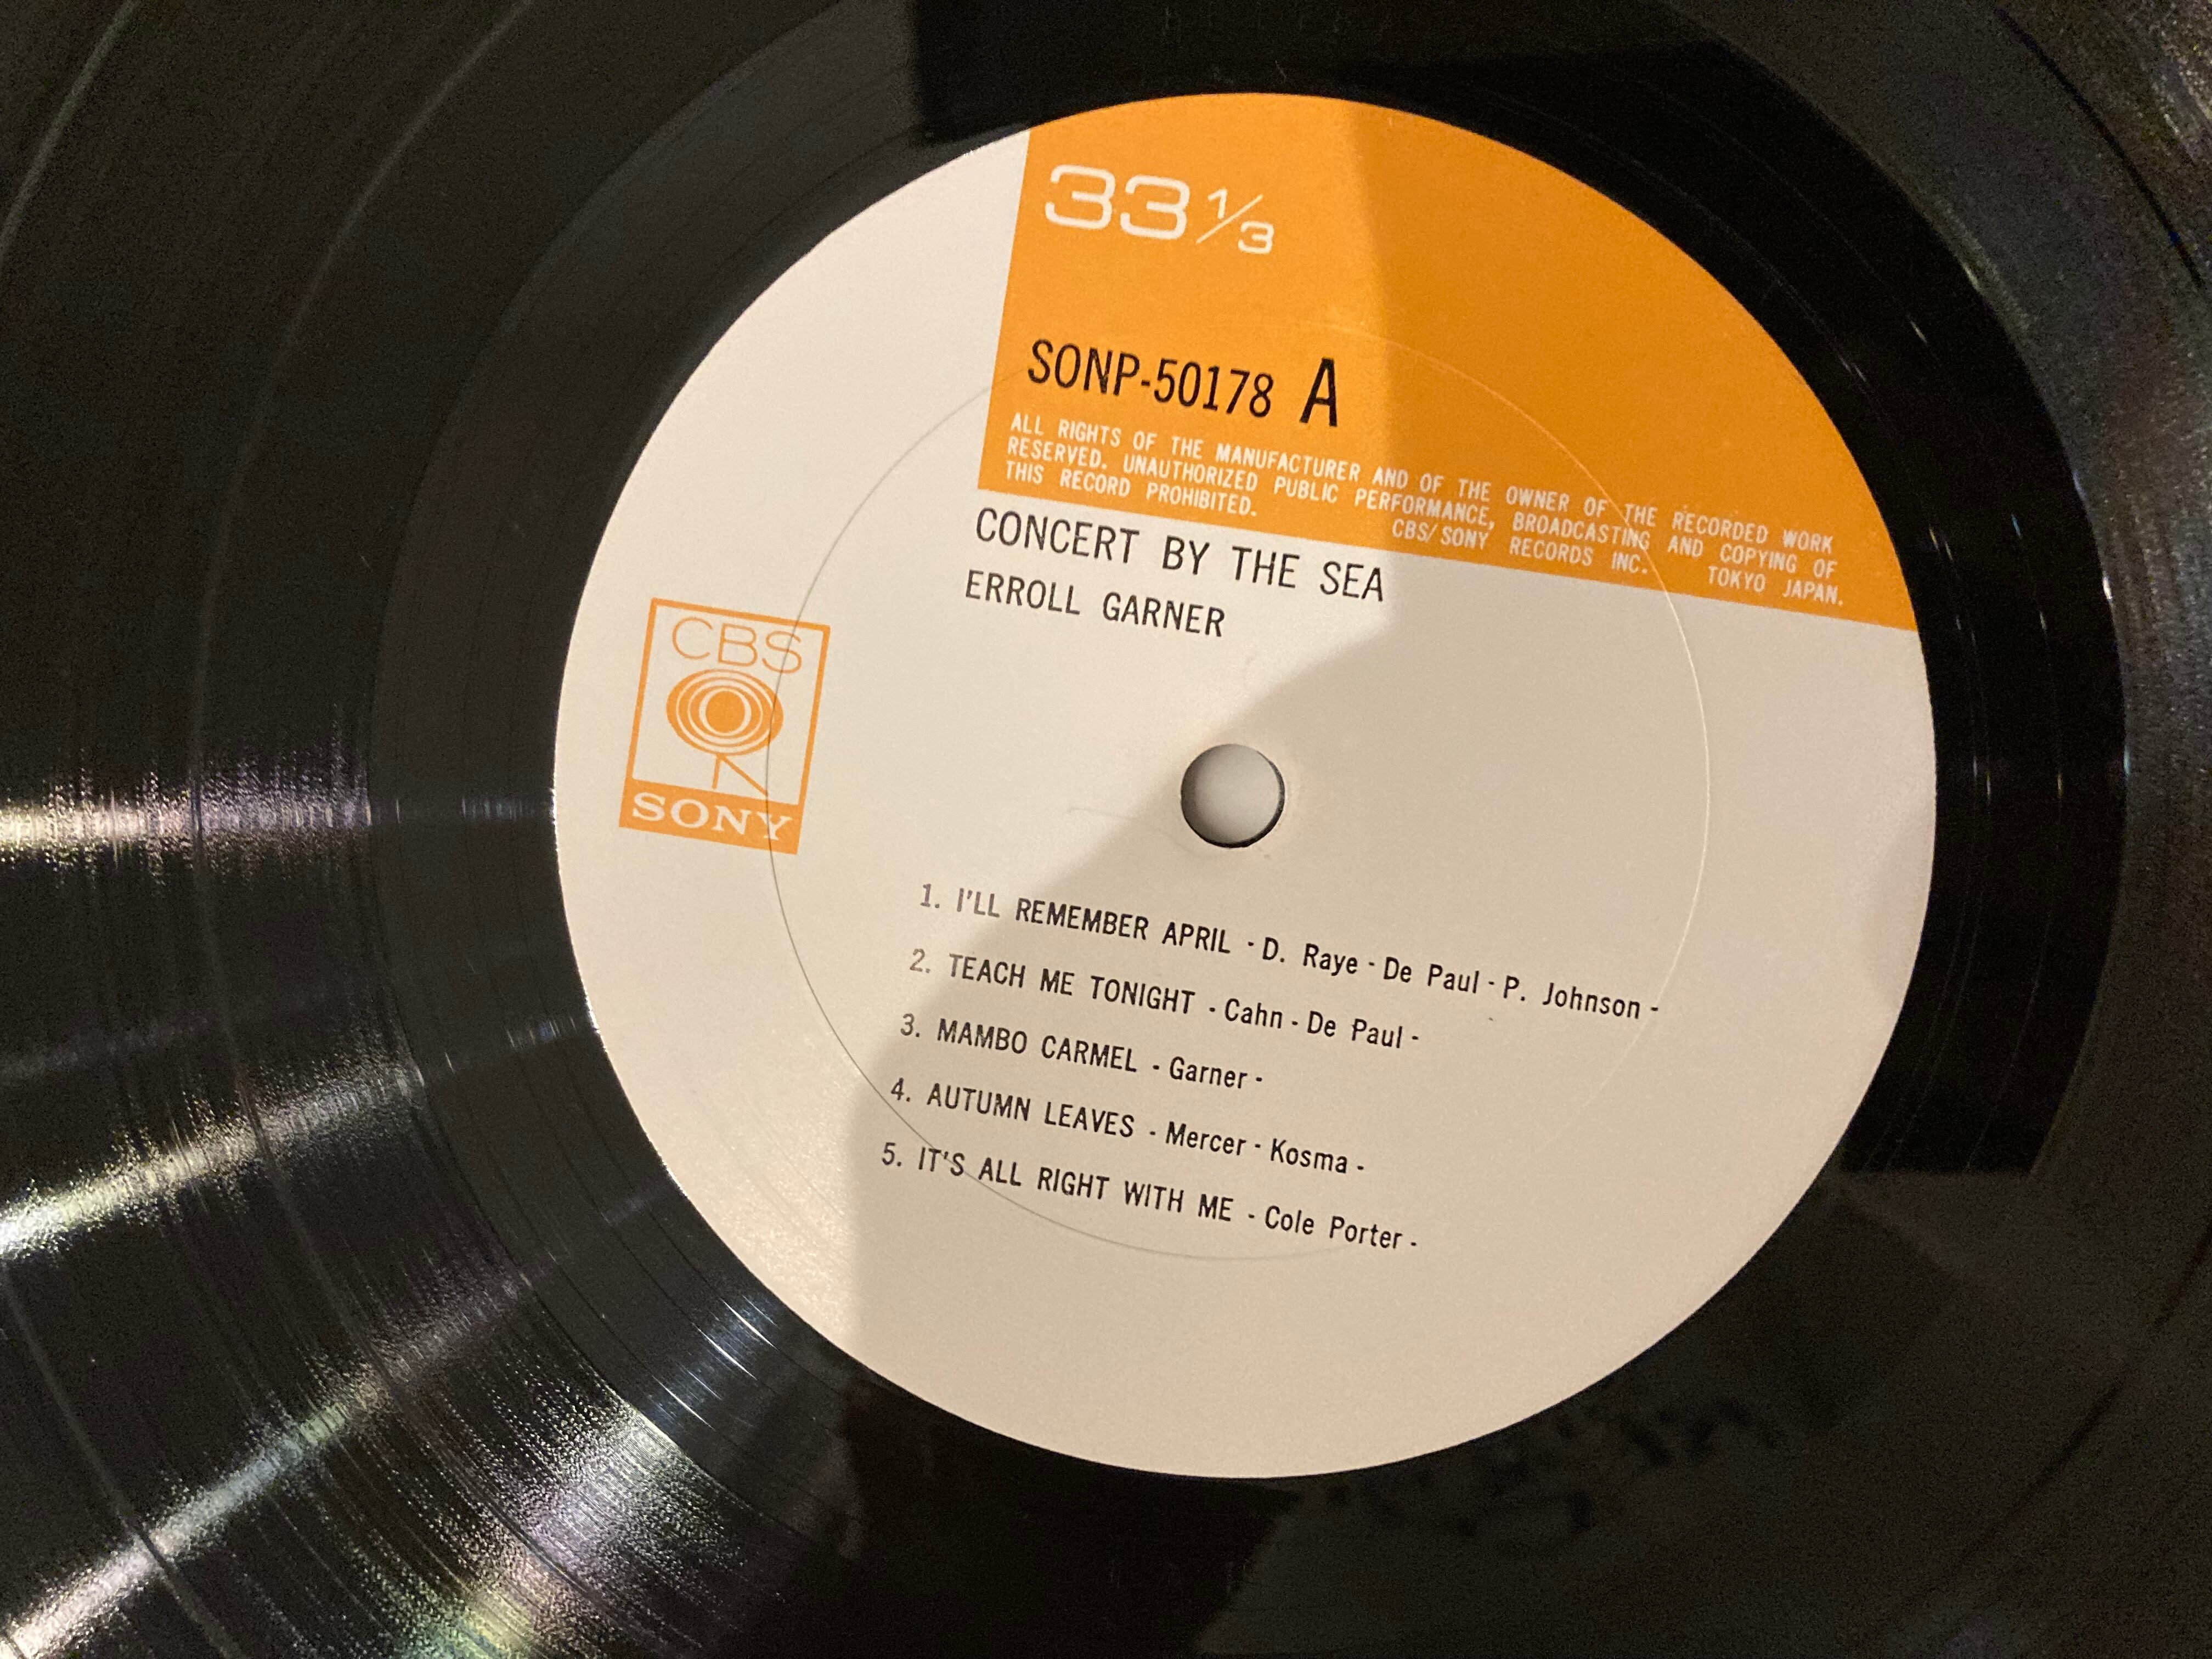 33 1/3
SONP-50178 A
ALL RIGHTS OF THE MANUFACTURER AND OF THE OWNER OF THE RECORDED WORK
RESERVED. UNAUTHORIZED PUBLIC PERFORMANCE, BROADCASTING AND COPYING OF
THIS RECORD PROHIBITED. CBS/SONY RECORDS INC. TOKYO JAPAN.
CONCERT BY THE SEA
ERROLL GARNER
CBS
SONY
1. I'LL REMEMBER APRIL - D. Raye - De Paul - P. Johnson -
2. TEACH ME TONIGHT - Cahn - De Paul -
3. MAMBO CARMEL - Garner -
4. AUTUMN LEAVES - Mercer - Kosma -
5. IT'S ALL RIGHT WITH ME - Cole Porter -